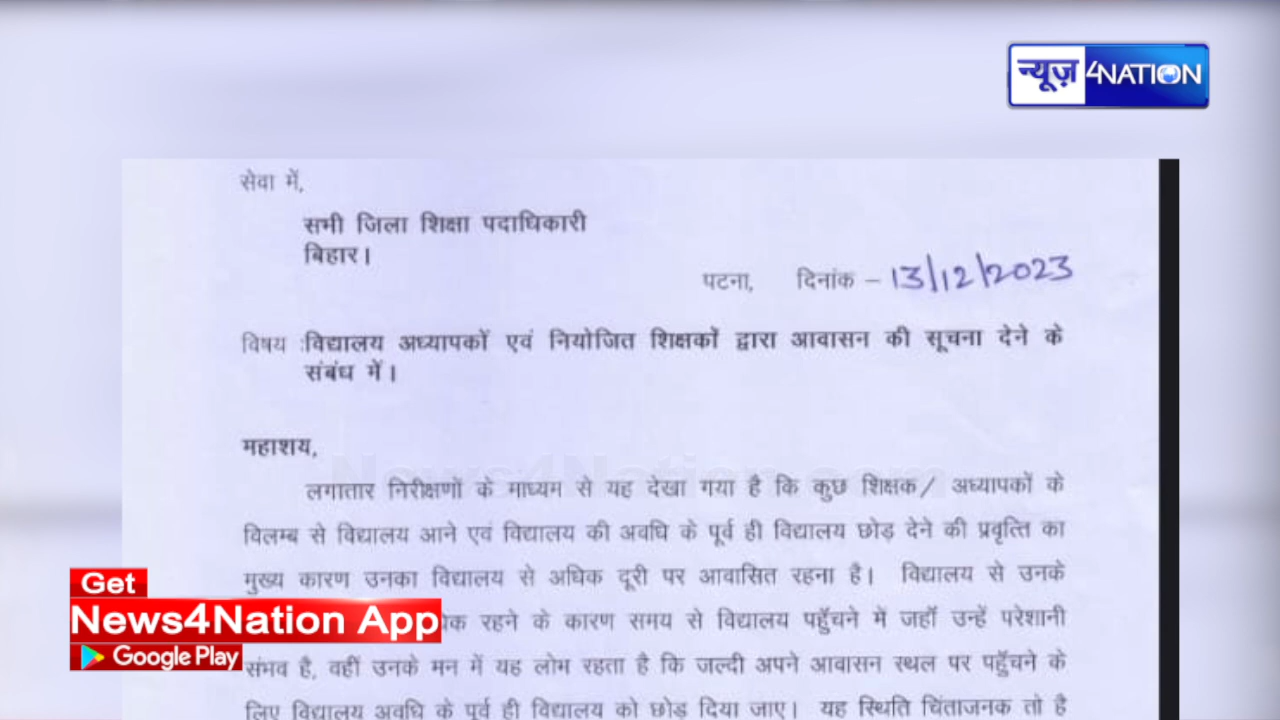 न्यूज़ 4NATION
सेवा में,
सभी जिला शिक्षा पदाधिकारी
बिहार।
पटना, दिनांक – 13/12/2023
विषय :विद्यालय अध्यापकों एवं नियोजित शिक्षकों द्वारा आवासन की सूचना देने के
संबंध में।
महाशय,
News4Nation.com
लगातार निरीक्षणों के माध्यम से यह देखा गया है कि कुछ शिक्षक/ अध्यापकों के
विलम्ब से विद्यालय आने एवं विद्यालय की अवधि के पूर्व ही विद्यालय छोड़ देने की प्रवृत्ति का
मुख्य कारण उनका विद्यालय से अधिक दूरी पर आवासित रहना है। विद्यालय से उनके
रहने के कारण समय से विद्यालय पहुँचने में जहाँ उन्हें परेशानी
संभव है, वहीं उनके मन में यह लोभ रहता है कि जल्दी अपने आवासन स्थल पर पहुँचने के
लिए विद्यालय अवधि के पूर्व ही विद्यालय को छोड़ दिया जाए। यह स्थिति चिंताजनक तो है
Get
News4Nation App
Google Play